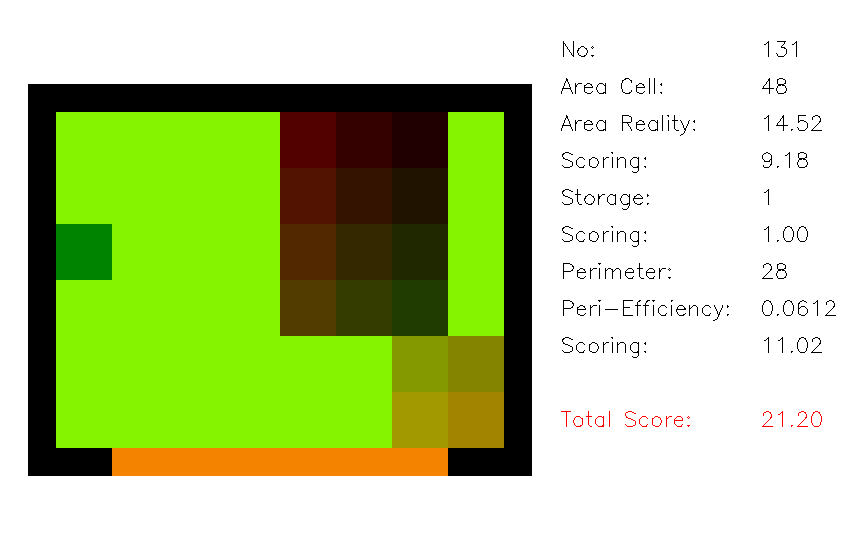 No: 131
Area Cell: 48
Area Reality: 14.52
Scoring: 9.18
Storage: 1
Scoring: 1.00
Perimeter: 28
Peri-Efficiency: 0.0612
Scoring: 11.02
Total Score: 21.20